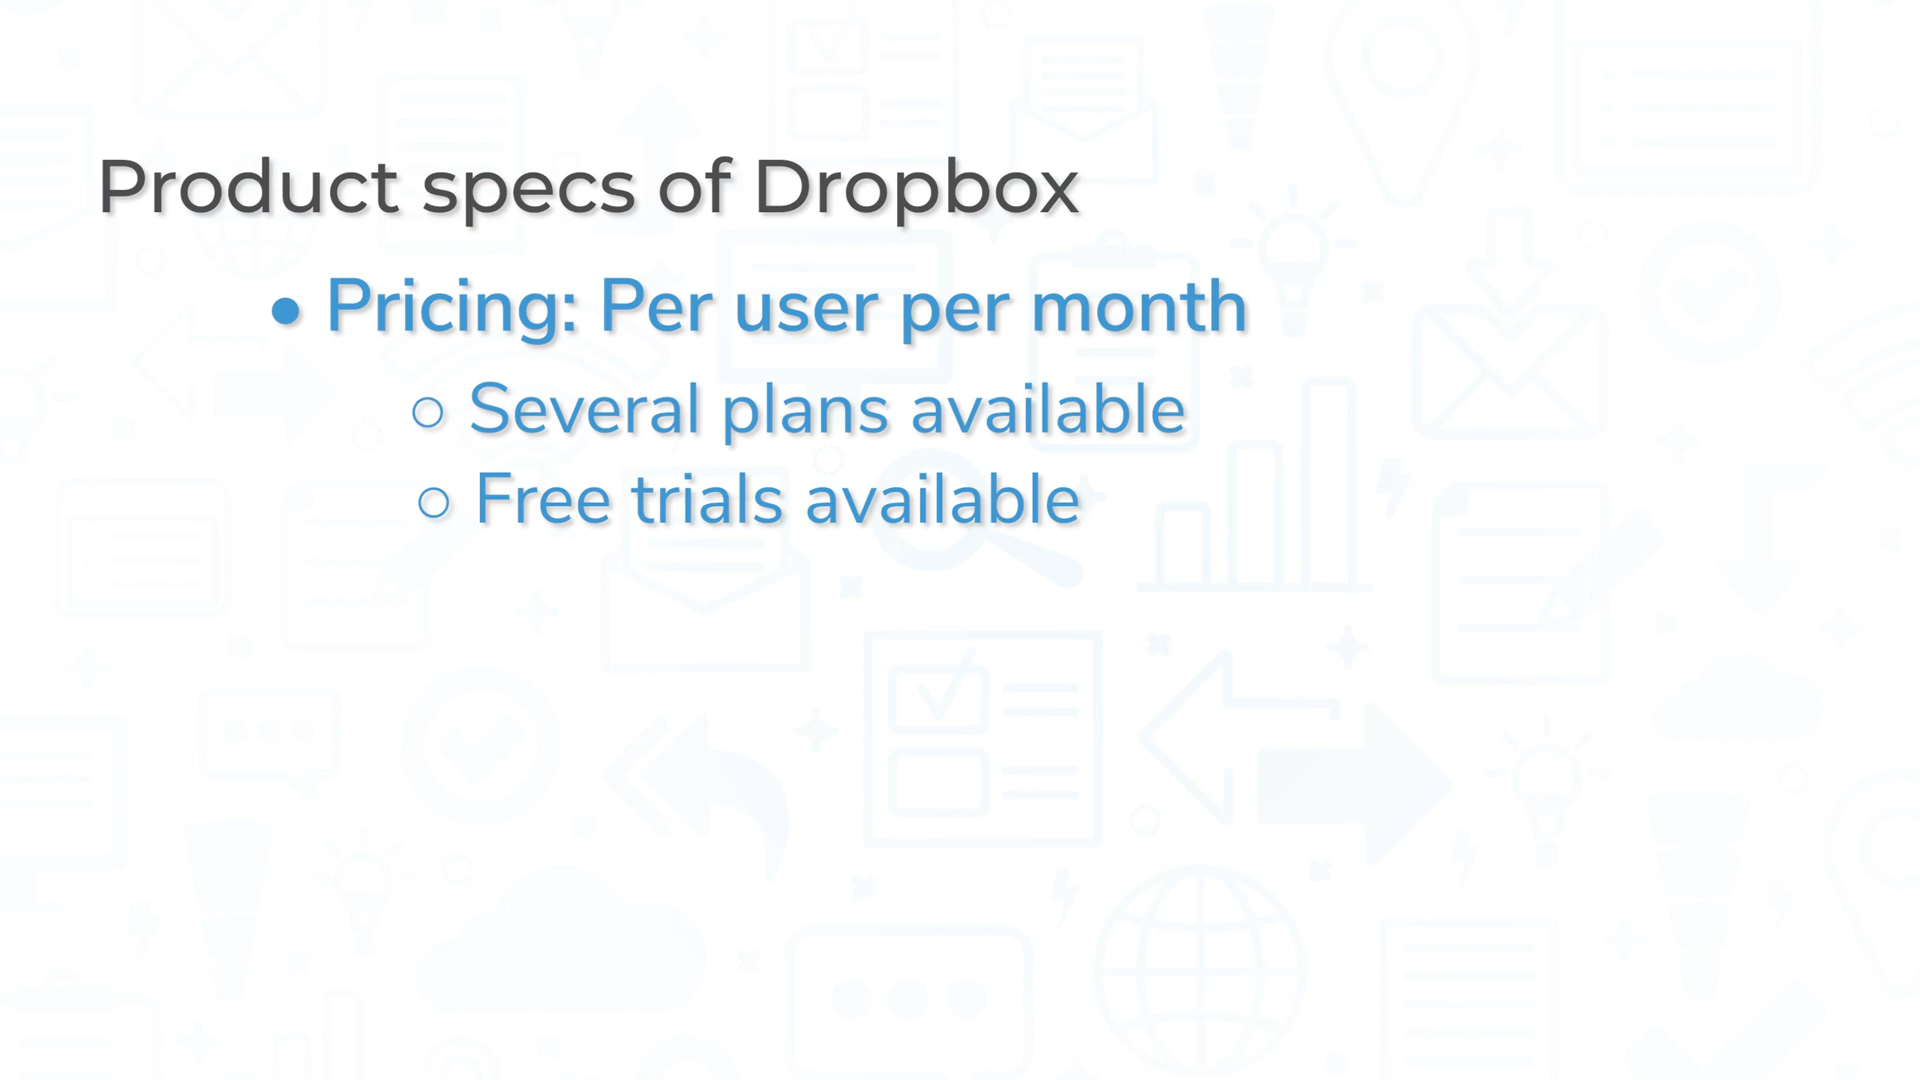 Product specs of Dropbox
• Pricing: Per user per month
○ Several plans available
○ Free trials available